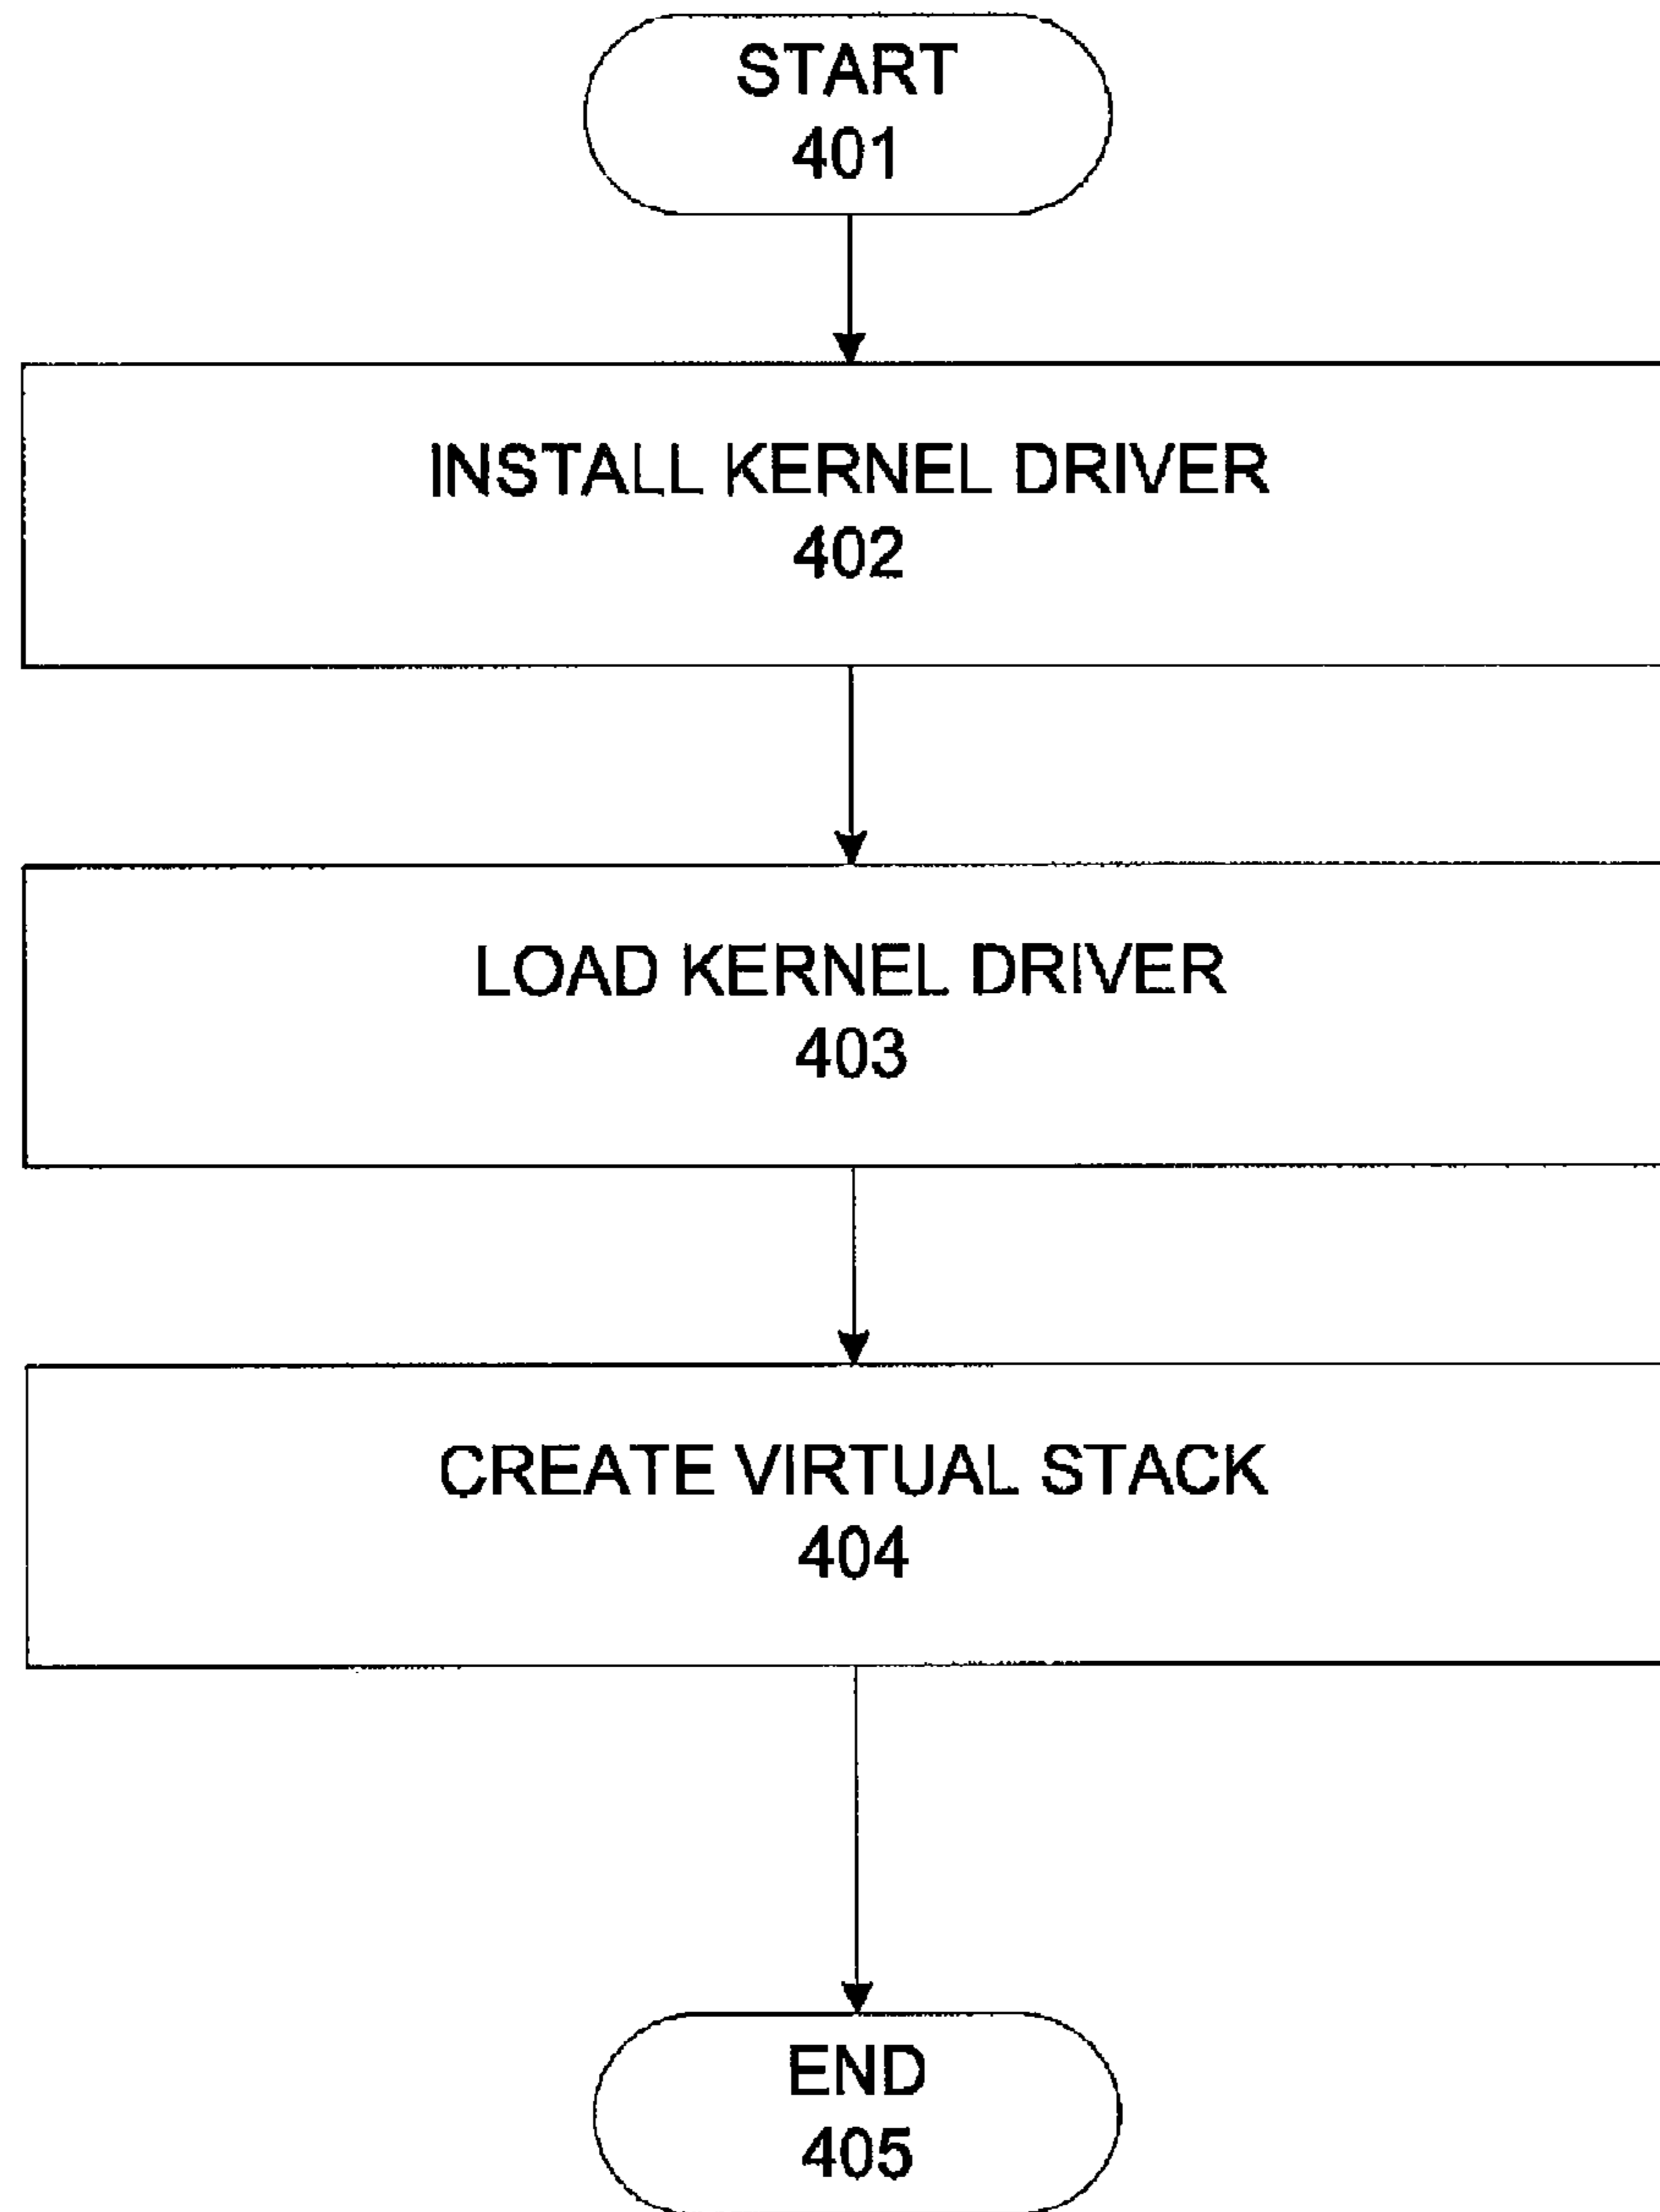 START
401
INSTALL KERNEL DRIVER
402
LOAD KERNEL DRIVER
403
CREATE VIRTUAL STACK
404
END
405